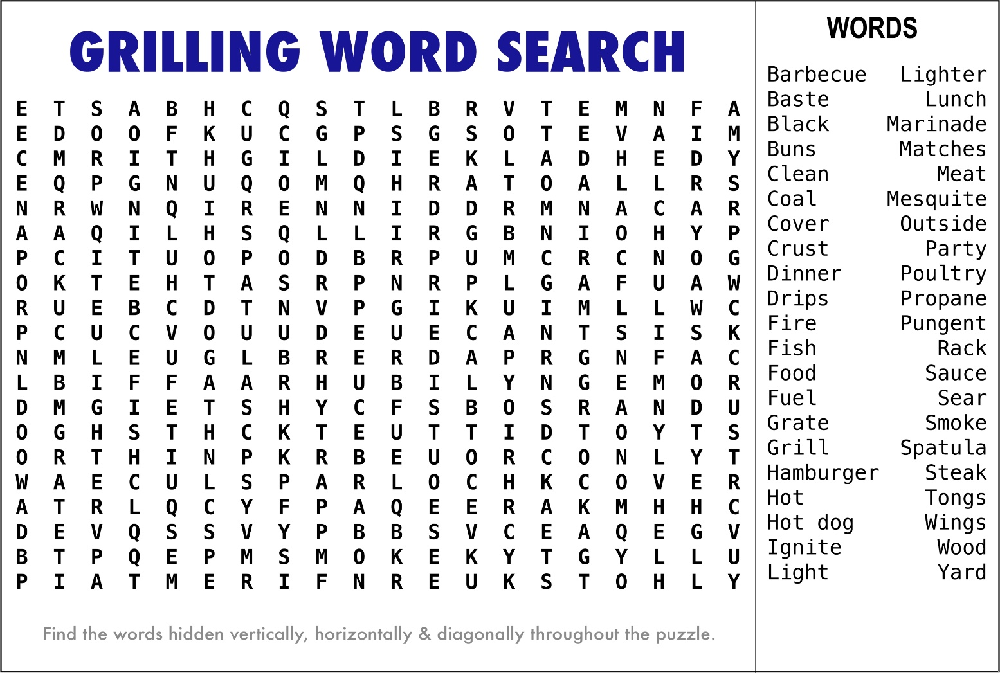 GRILLING WORD SEARCH
E T S A B H C Q S T L B R V T E M N F A
E D O O F K U C G P S G S O T E V A I M
C M R I T H G I L D I E K L A D H E D Y
E Q P G N U Q O M Q H R A T O A L L R S
N R W N Q I R E N N I D D R M N A C A R
A A Q I L H S Q L L I R G B N I O H Y P
P C I T U O P O D B R P U M C R C N O G
O K T E H T A S R P N R P L G A F U A W
R U E B C D T N V P G I K U I M L L W C
P C U C V O U U D E U E C A N T S I S K
N M L E U G L B R E R D A P R G N F A C
L B I F F A A R H U B I L Y N G E M O R
D M G I E T S H Y C F S B O S R A N D U
O G H S T H C K T E U T T I D T O Y T S
O R T H I N P K R B E U O R C O N L Y T
W A E C U L S P A R L O C H K C O V E R
A T R L Q C Y F P A Q E E R A K M H H C
D E V Q S S V Y P B B S V C E A Q E G V
B T P Q E P M S M O K E K Y T G Y L L U
P I A T M E R I F N R E U K S T O H L Y
Find the words hidden vertically, horizontally & diagonally throughout the puzzle.
WORDS
Barbecue Lighter
Baste Lunch
Black Marinade
Buns Matches
Clean Meat
Coal Mesquite
Cover Outside
Crust Party
Dinner Poultry
Drips Propane
Fire Pungent
Fish Rack
Food Sauce
Fuel Sear
Grate Smoke
Grill Spatula
Hamburger Steak
Hot Tongs
Hot dog Wings
Ignite Wood
Light Yard